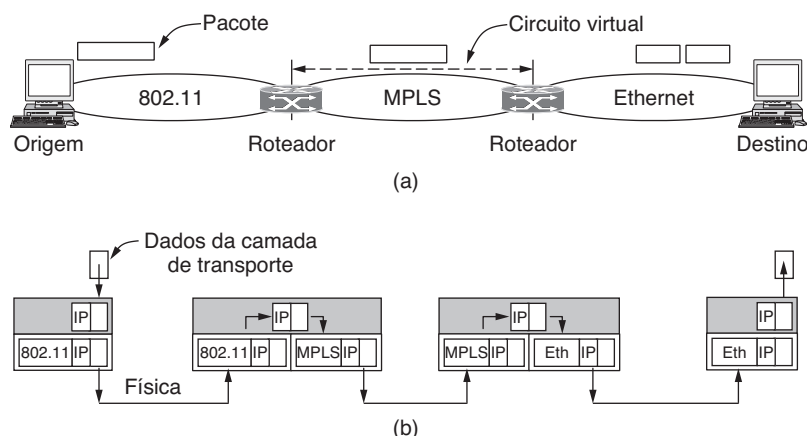 Pacote
Circuito virtual
802.11
MPLS
Ethernet
Origem
Roteador
Roteador
Destino
(a)
Dados da camada
de transporte
IP
IP
IP
IP
802.11 IP
802.11 IP
MPLS IP
MPLS IP
Eth IP
Eth IP
Física
(b)